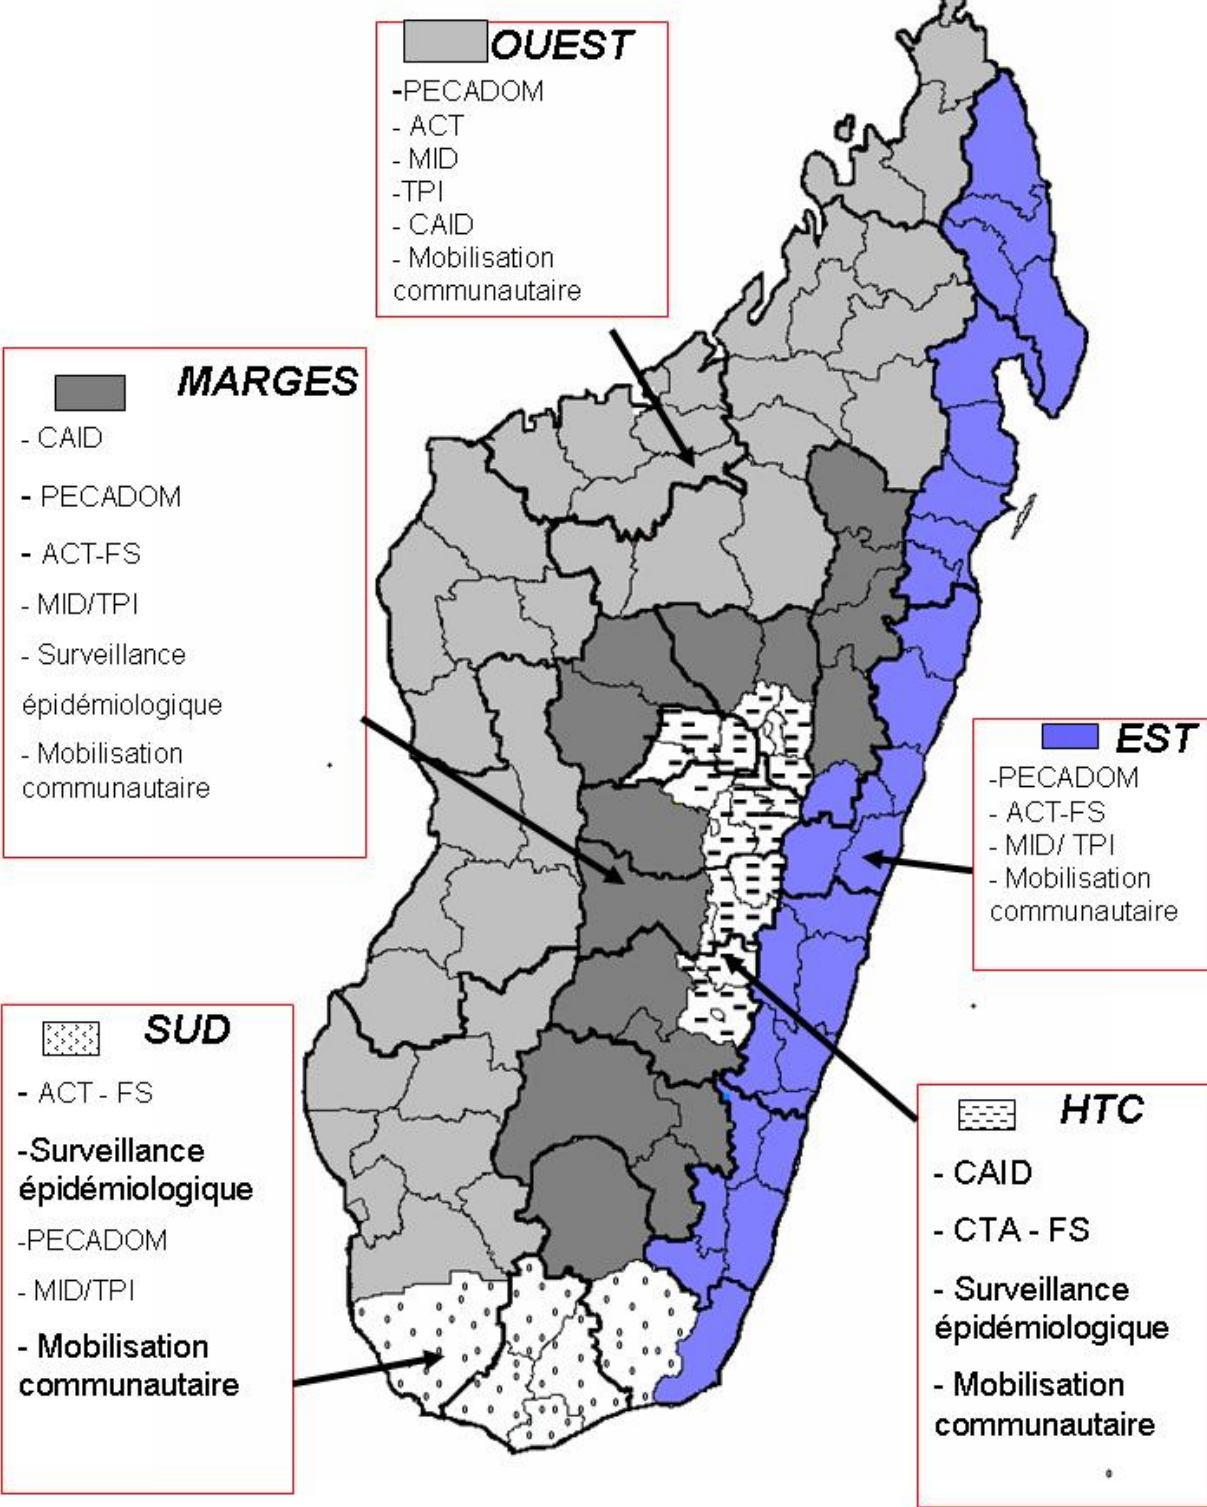 OUEST
-PECADOM
- ACT
- MID
-TPI
- CAID
- Mobilisation
communautaire
MARGES
- CAID
- PECADOM
- ACT-FS
- MID/TPI
- Surveillance
épidémiologique
- Mobilisation
communautaire
EST
-PECADOM
- ACT-FS
- MID/ TPI
- Mobilisation
communautaire
SUD
- ACT - FS
-Surveillance
épidémiologique
-PECADOM
- MID/TPI
- Mobilisation
communautaire
HTC
- CAID
- CTA - FS
- Surveillance
épidémiologique
- Mobilisation
communautaire